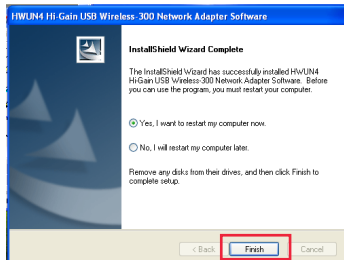 HWUN4 Hi-Gain USB Wireless-300 Network Adapter Software
InstallShield Wizard Complete
The InstallShield Wizard has successfully installed HWUN4
Hi-Gain USB Wireless-300 Network Adapter Software. Before
you can use the program, you must restart your computer.
Yes, I want to restart my computer now.
No, I will restart my computer later.
Remove any disks from their drives, and then click Finish to
complete setup.
< Back
Finish
Cancel